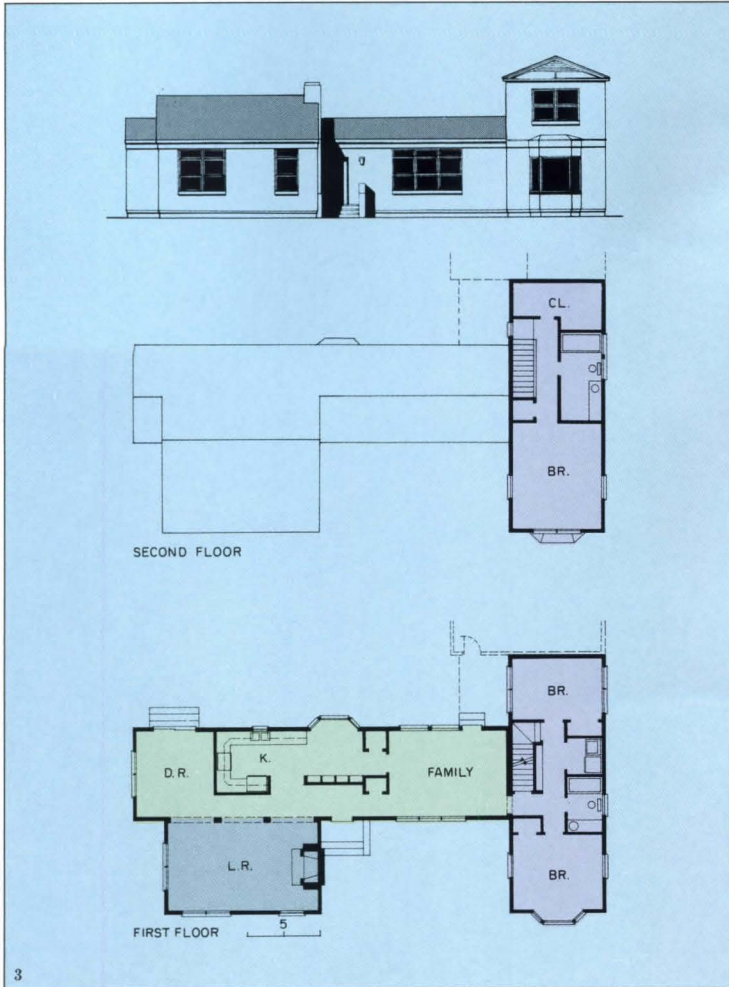 CL.
BR.
SECOND FLOOR
BR.
D.R.
K.
FAMILY
L.R.
BR.
FIRST FLOOR
5
3